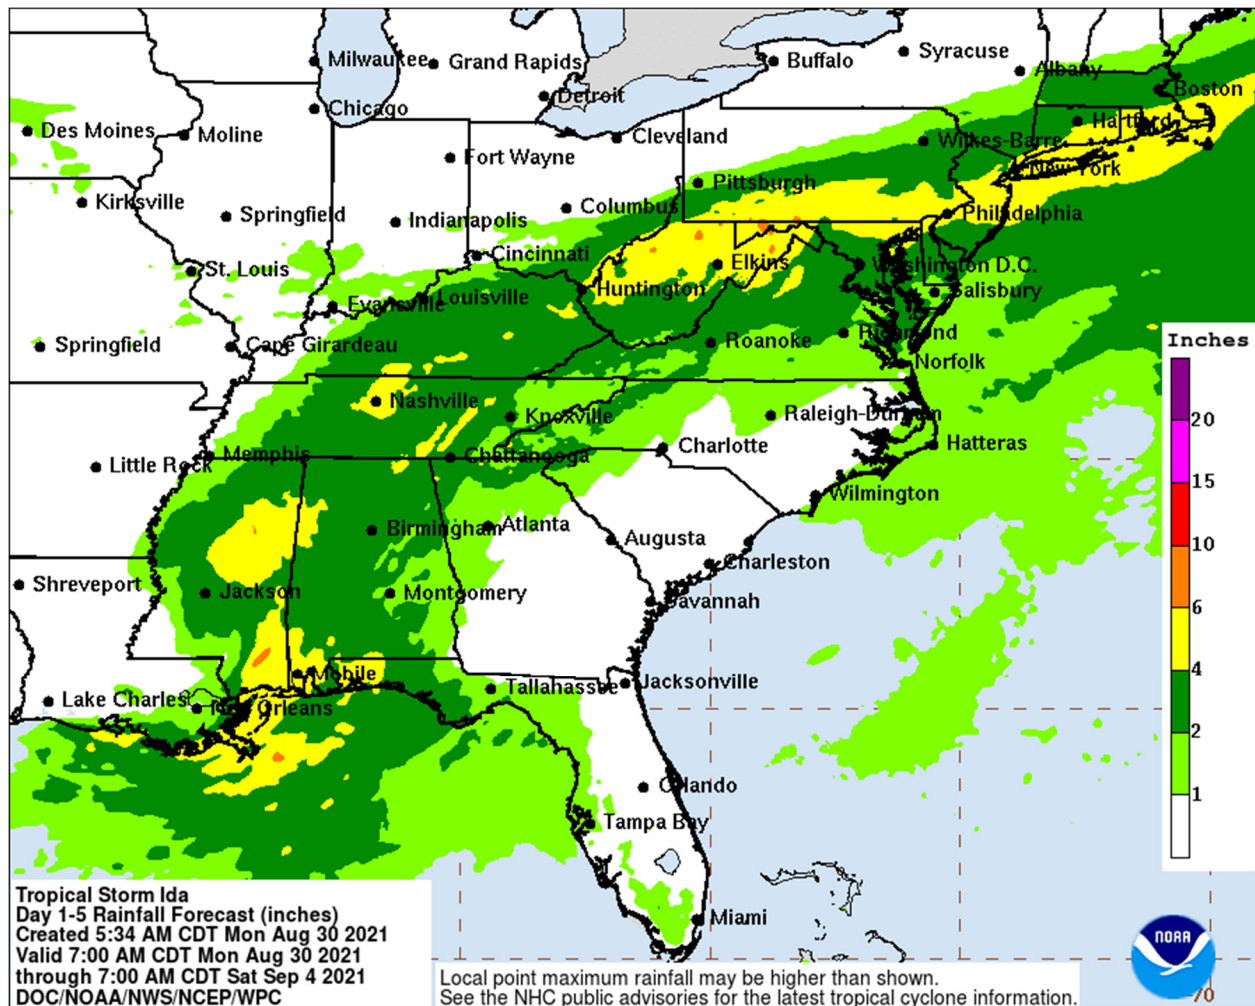 Milwaukee
Grand Rapids
Buffalo
Syracuse
Albany
Boston
Detroit
Chicago
Des Moines
Moline
Cleveland
Hartford
Wilkes-Barre
Fort Wayne
New York
Pittsburgh
Kirksville
Springfield
Indianapolis
Columbus
Philadelphia
Cincinnati
St. Louis
Elkins
Washington D.C.
Evansville
Louisville
Huntington
Salisbury
Springfield
Cape Girardeau
Roanoke
Richmond
Inches
Norfolk
Nashville
Knoxville
Raleigh-Durham
20
Little Rock
Memphis
Chattanooga
Charlotte
Hatteras
15
Wilmington
Birmingham
Atlanta
Augusta
10
Shreveport
Jackson
Montgomery
Charleston
Savannah
6
Lake Charles
New Orleans
Mobile
Tallahassee
Jacksonville
4
2
Orlando
1
Tampa Bay
Miami
Tropical Storm Ida
Day 1-5 Rainfall Forecast (inches)
Created 5:34 AM CDT Mon Aug 30 2021
Valid 7:00 AM CDT Mon Aug 30 2021
through 7:00 AM CDT Sat Sep 4 2021
DOC/NOAA/NWS/NCEP/WPC
Local point maximum rainfall may be higher than shown.
See the NHC public advisories for the latest tropical cyclone information.
NOAA
70